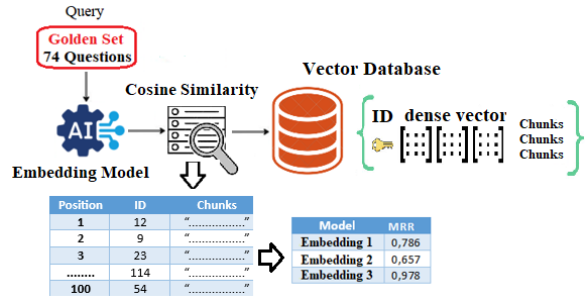 Query
Golden Set
74 Questions
Cosine Similarity
Vector Database
AI
Embedding Model
ID dense vector
Chunks
Chunks
Chunks
Position ID Chunks
1 12 "................"
2 9 "................"
3 23 "................"
........ 114 "................"
100 54 "................"
Model MRR
Embedding 1 0,786
Embedding 2 0,657
Embedding 3 0,978